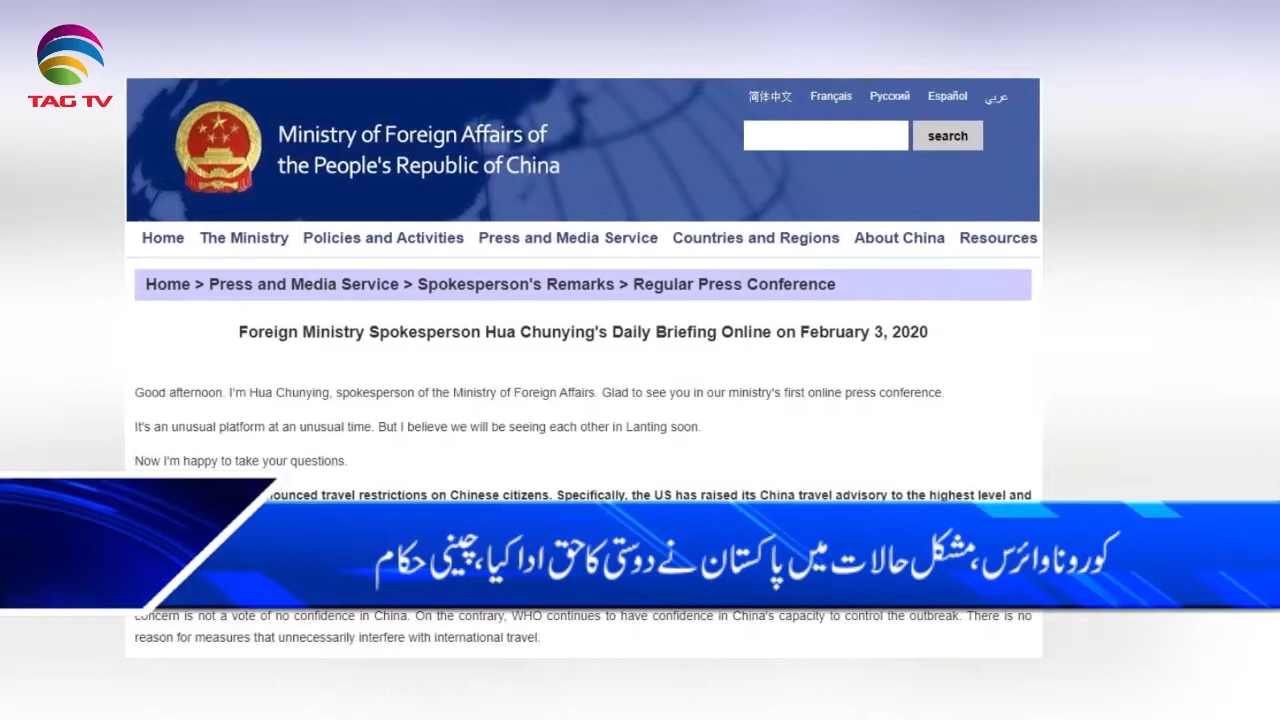 TAG TV
简体中文 Français Русский Español عربي
Ministry of Foreign Affairs of
the People's Republic of China
search
Home The Ministry Policies and Activities Press and Media Service Countries and Regions About China Resources
Home > Press and Media Service > Spokesperson's Remarks > Regular Press Conference
Foreign Ministry Spokesperson Hua Chunying's Daily Briefing Online on February 3, 2020
Good afternoon. I'm Hua Chunying, spokesperson of the Ministry of Foreign Affairs. Glad to see you in our ministry's first online press conference.
It's an unusual platform at an unusual time. But I believe we will be seeing each other in Lanting soon.
Now I'm happy to take your questions.
travel restrictions on Chinese citizens. Specifically, the US has raised its China travel advisory to the highest level and
کورونا وائرس، مشکل حالات میں پاکستان نے دوستی کا حق ادا کیا، چینی حکام
concern is not a vote of no confidence in China. On the contrary, WHO continues to have confidence in China's capacity to control the outbreak. There is no
reason for measures that unnecessarily interfere with international travel.